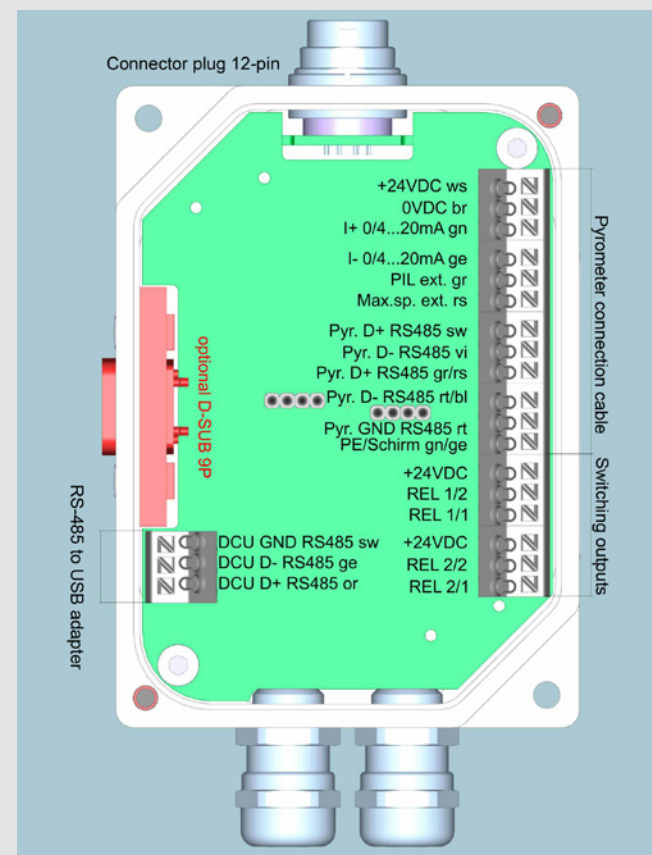 Connector plug 12-pin
+24VDC ws
0VDC br
I+ 0/4...20mA gn
I- 0/4...20mA ge
PIL ext. gr
Max.sp. ext. rs
Pyr. D+ RS485 sw
Pyr. D- RS485 vi
Pyr. D+ RS485 gr/rs
Pyr. D- RS485 rt/bl
Pyr. GND RS485 rt
PE/Schirm gn/ge
+24VDC
REL 1/2
REL 1/1
+24VDC
REL 2/2
REL 2/1
Pyrometer connection cable
Switching outputs
optional D-SUB 9P
RS-485 to USB adapter
DCU GND RS485 sw
DCU D- RS485 ge
DCU D+ RS485 or